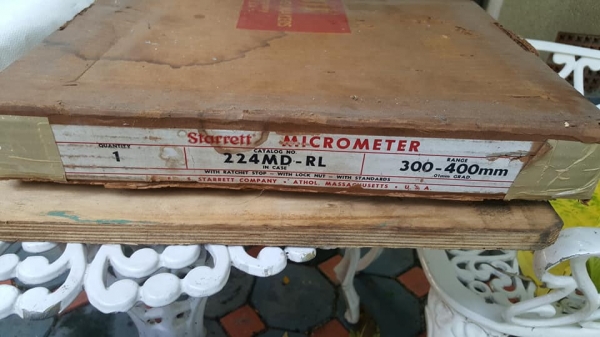 Starrett MICROMETER
QUANTITY
1
CATALOG NO.
224MD-RL
IN CASE
RANGE
300-400mm
.01mm GRAD.
WITH RATCHET STOP - WITH LOCK NUT - WITH STANDARDS
STARRETT COMPANY • ATHOL, MASSACHUSETTS • U.S.A.